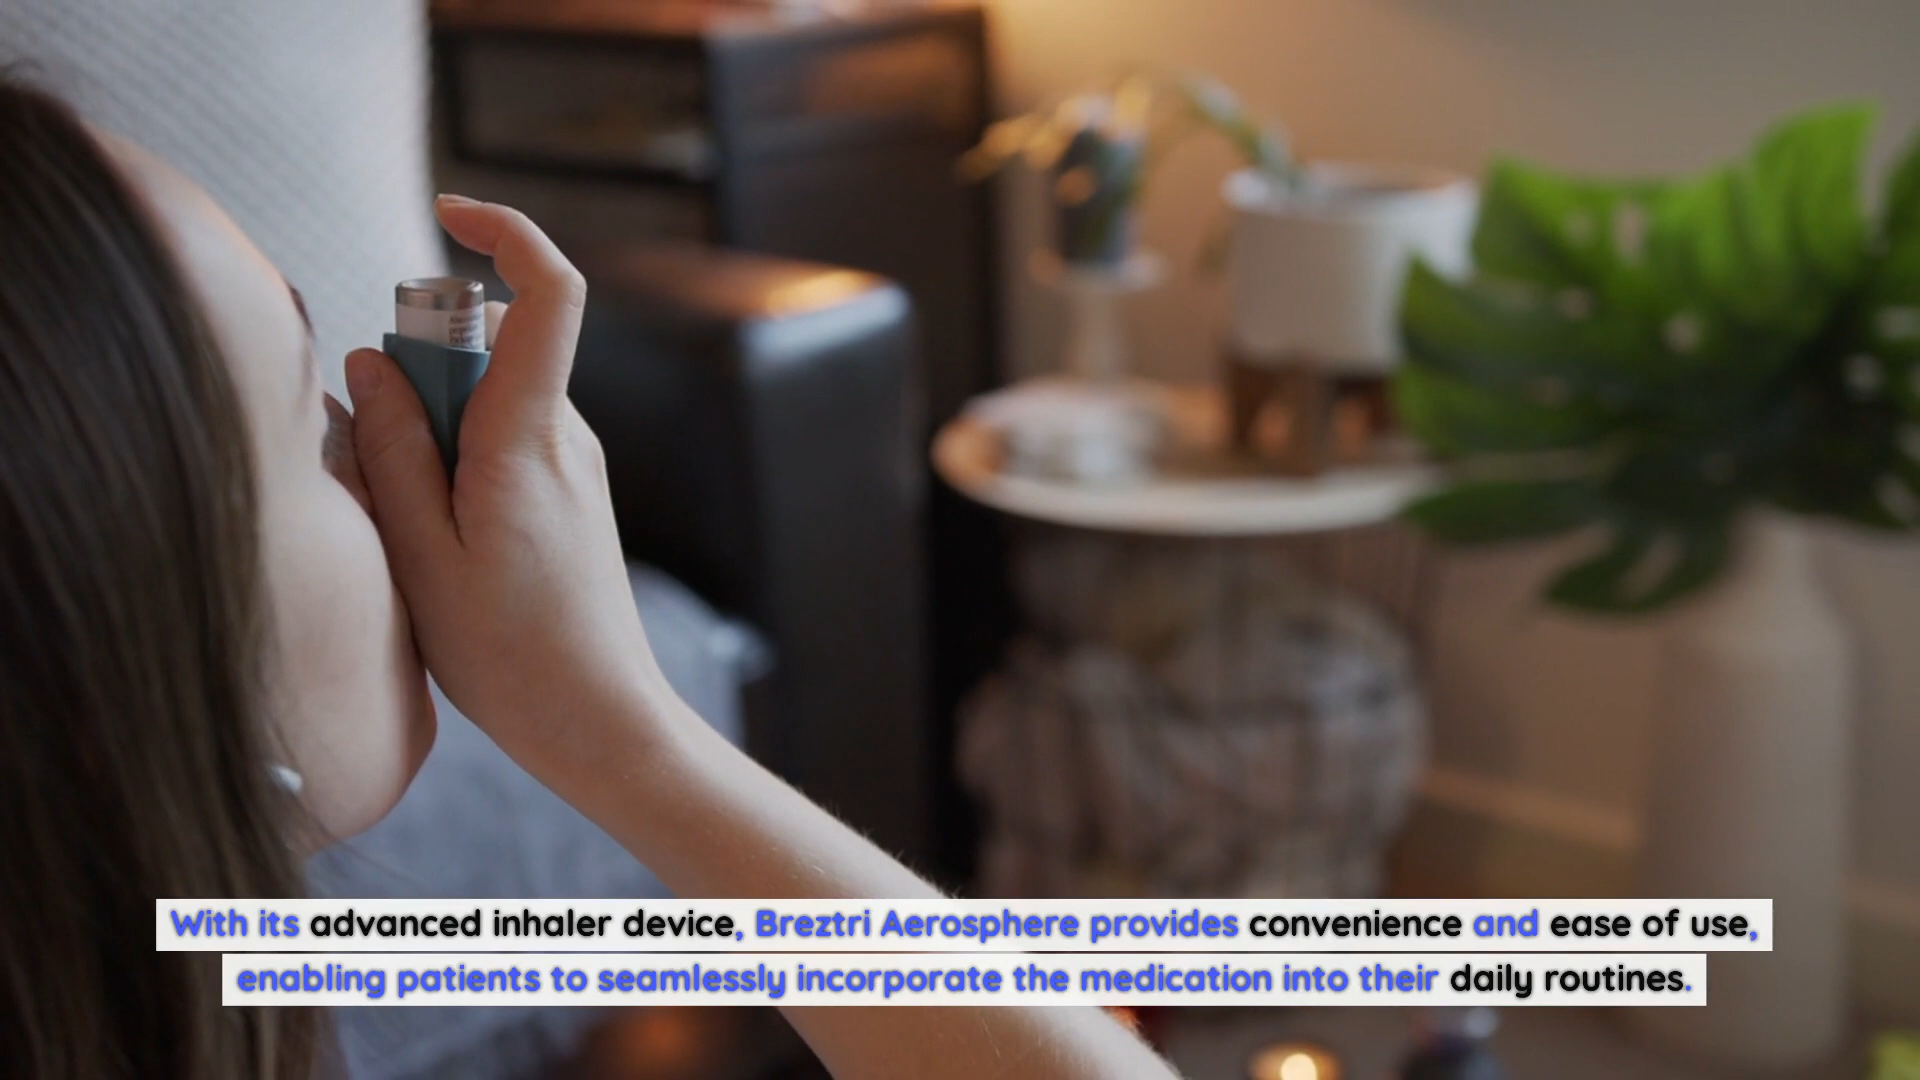 With its advanced inhaler device, Breztri Aerosphere provides convenience and ease of use,
enabling patients to seamlessly incorporate the medication into their daily routines.